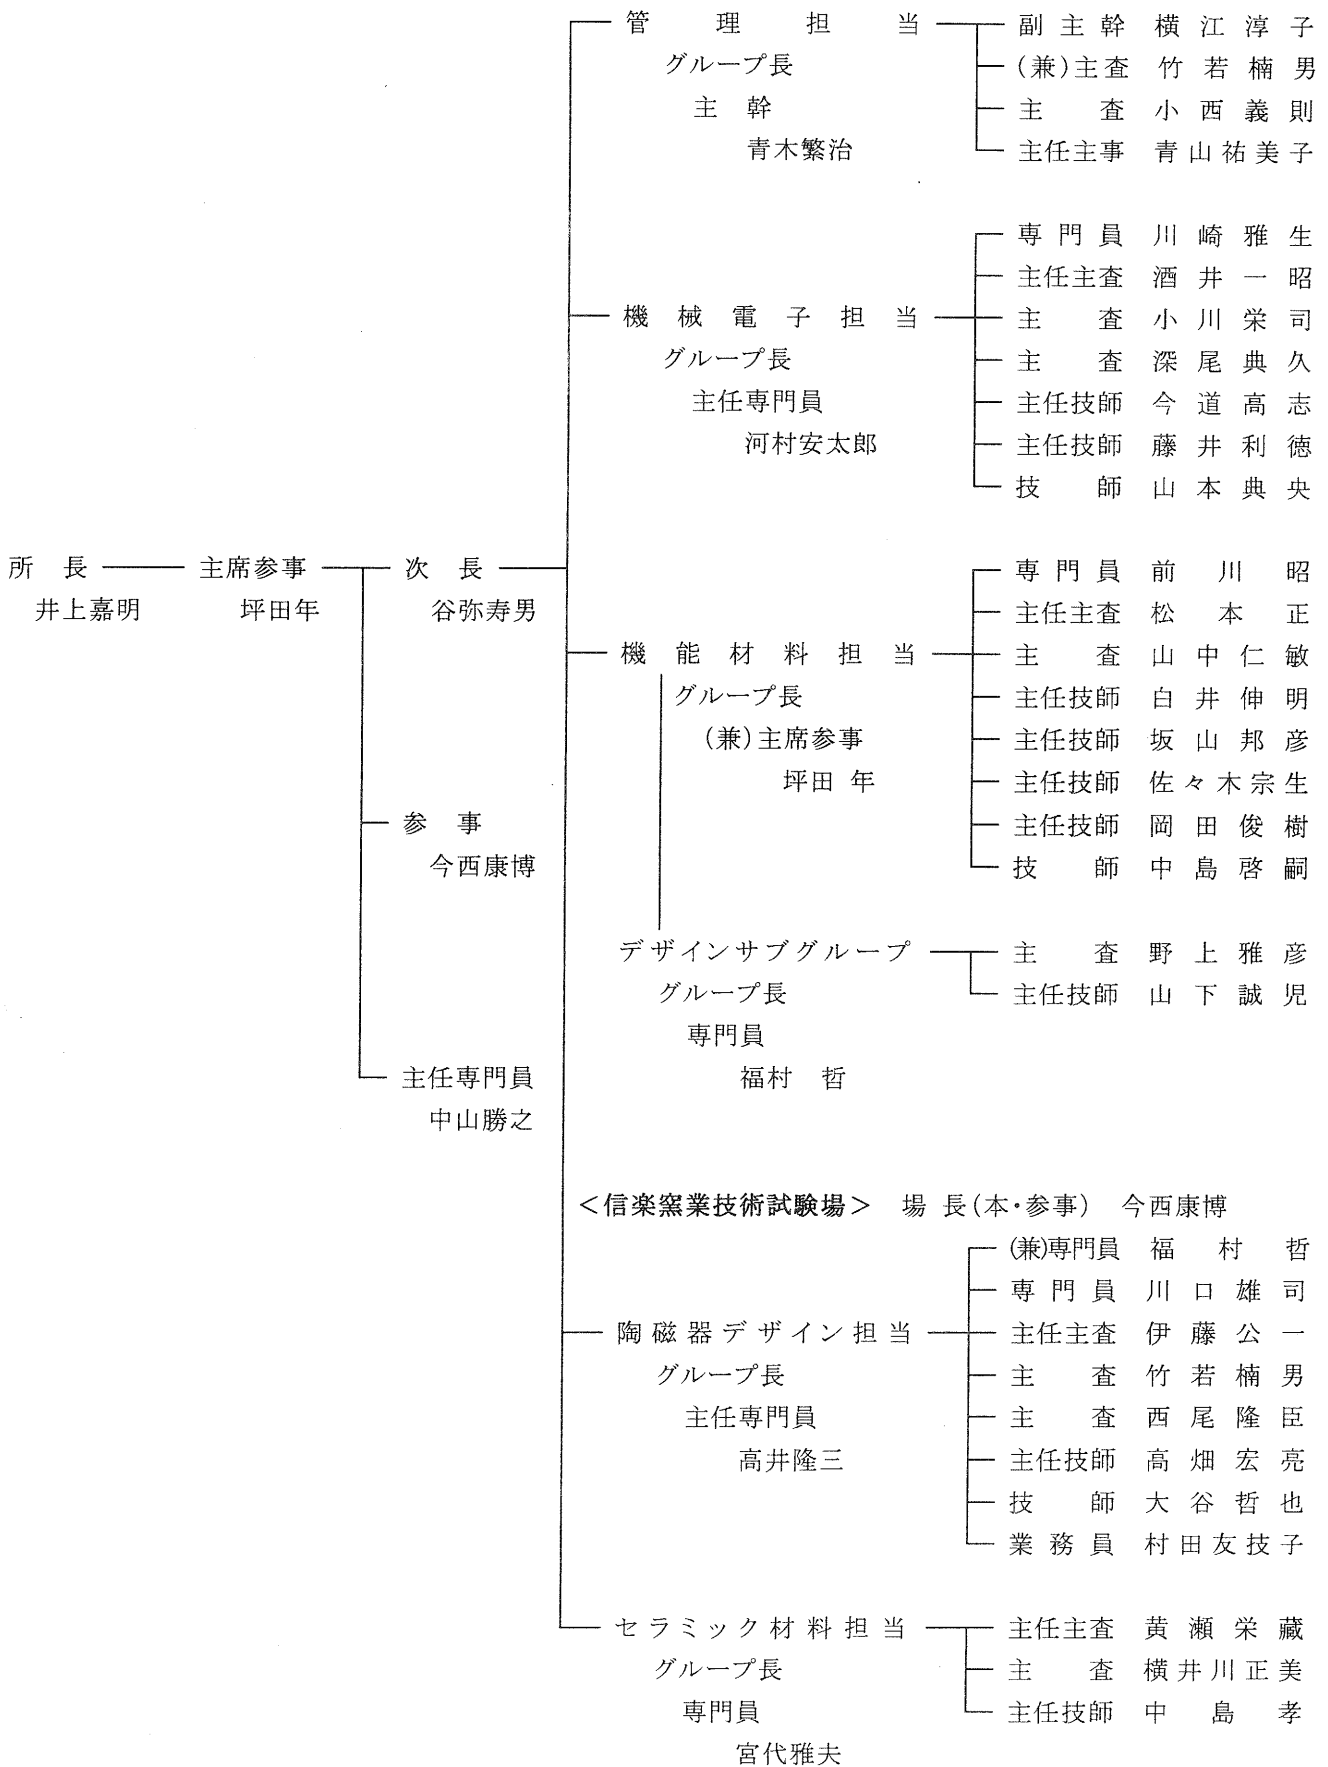 所長 主席参事 次長
井上嘉明 坪田年 谷弥寿男
参事
今西康博
主任専門員
中山勝之
管理担当
グループ長
主幹
青木繁治
副主幹 横江淳子
(兼)主査 竹若楠男
主査 小西義則
主任主事 青山祐美子
機械電子担当
グループ長
主任専門員
河村安太郎
専門員 川崎雅生
主任主査 酒井一昭
主査 小川栄司
主査 深尾典久
主任技師 今道高志
主任技師 藤井利徳
技師 山本典央
機能材料担当
グループ長
(兼)主席参事
坪田 年
専門員 前川昭
主任主査 松本正
主査 山中仁敏
主任技師 白井伸明
主任技師 坂山邦彦
主任技師 佐々木宗生
主任技師 岡田俊樹
技師 中島啓嗣
デザインサブグループ
グループ長
専門員
福村 哲
主査 野上雅彦
主任技師 山下誠児
<信楽窯業技術試験場> 場長(本・参事) 今西康博
陶磁器デザイン担当
グループ長
主任専門員
高井隆三
(兼)専門員 福村哲
専門員 川口雄司
主任主査 伊藤公一
主査 竹若楠男
主査 西尾隆臣
主任技師 高畑宏亮
技師 大谷哲也
業務員 村田友技子
セラミック材料担当
グループ長
専門員
宮代雅夫
主任主査 黄瀬栄藏
主査 横井川正美
主任技師 中島孝